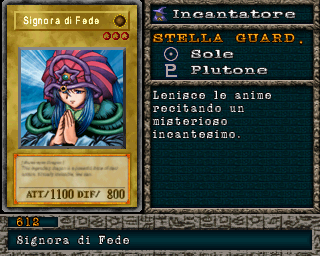 Signora di Fede
ATT/1100 DIF/ 800
Incantatore
STELLA GUARD.
Sole
Plutone
Lenisce le anime
recitando un
misterioso
incantesimo.
612
Signora di Fede